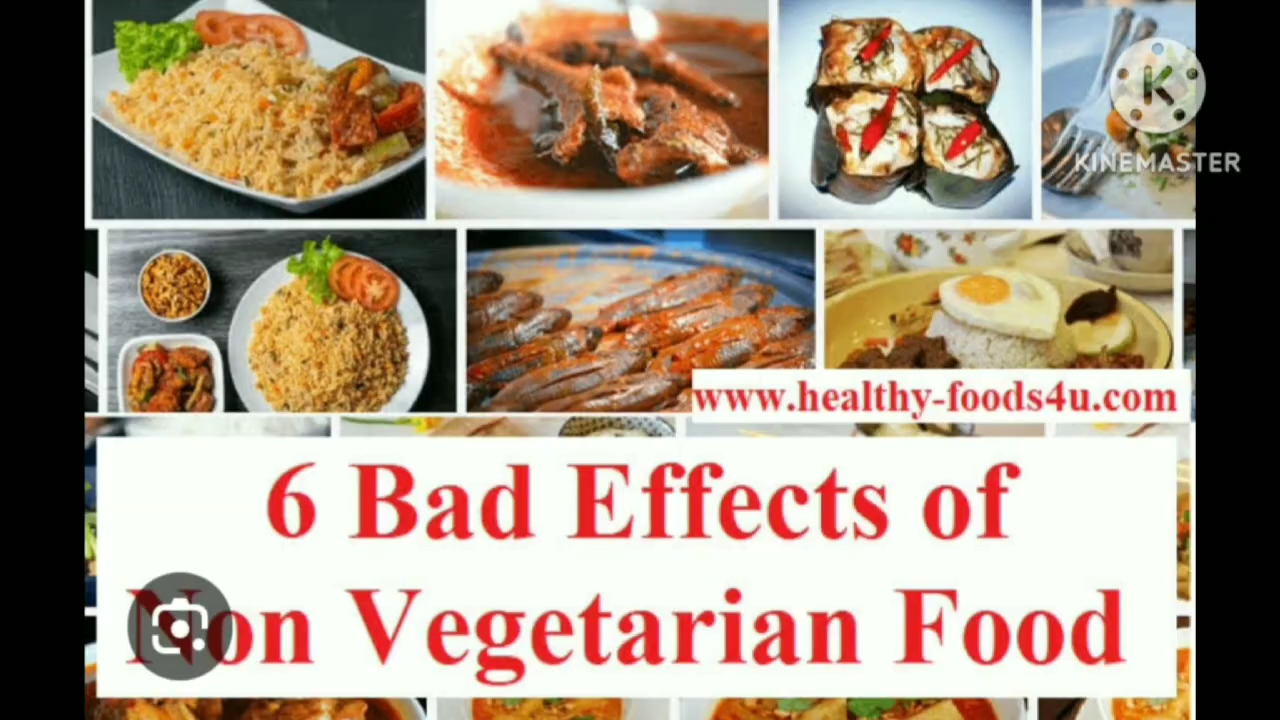 K
KINEMASTER
www.healthy-foods4u.com
6 Bad Effects of
Non Vegetarian Food